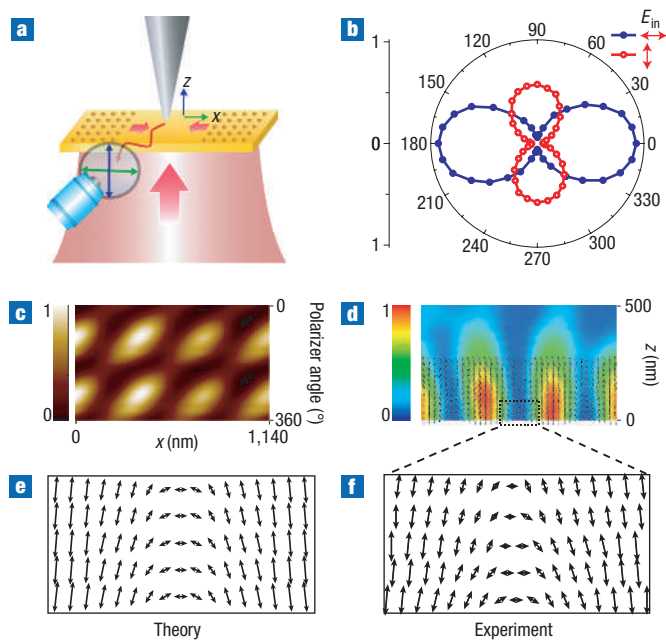 a
z
x
b
E_in
1
0
1
90
60
30
0
330
300
270
240
210
180
150
120
c
1
0
0
360
Polarizer angle (°)
0
1,140
x (nm)
d
1
0
500
0
z (nm)
e
Theory
f
Experiment